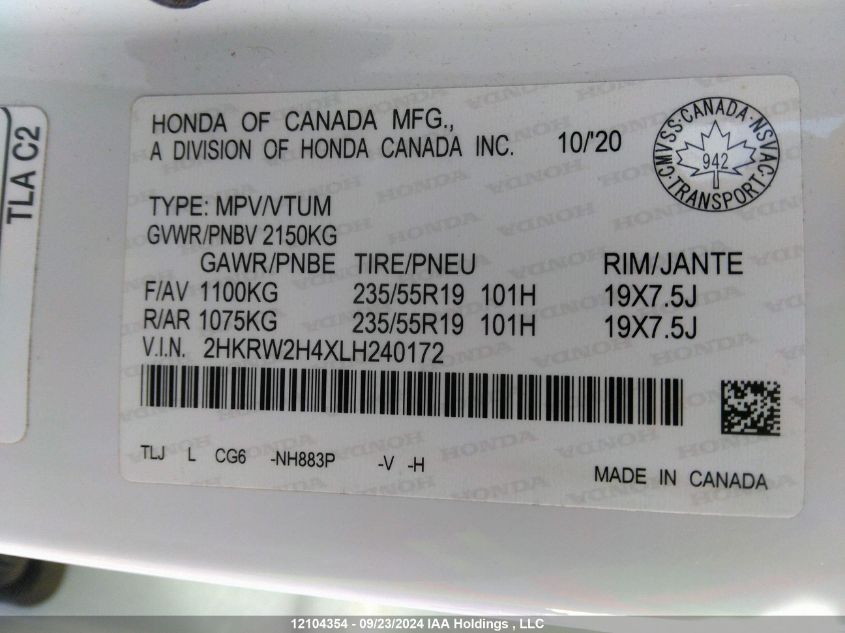 TLA C2
HONDA OF CANADA MFG.,
A DIVISION OF HONDA CANADA INC. 10/'20
CMVSS·CANADA·NSVAC·TRANSPORT·
942
TYPE: MPV/VTUM
GVWR/PNBV 2150KG
GAWR/PNBE TIRE/PNEU RIM/JANTE
F/AV 1100KG 235/55R19 101H 19X7.5J
R/AR 1075KG 235/55R19 101H 19X7.5J
V.I.N. 2HKRW2H4XLH240172
TLJ L CG6 -NH883P -V -H
MADE IN CANADA
12104354 - 09/23/2024 IAA Holdings , LLC